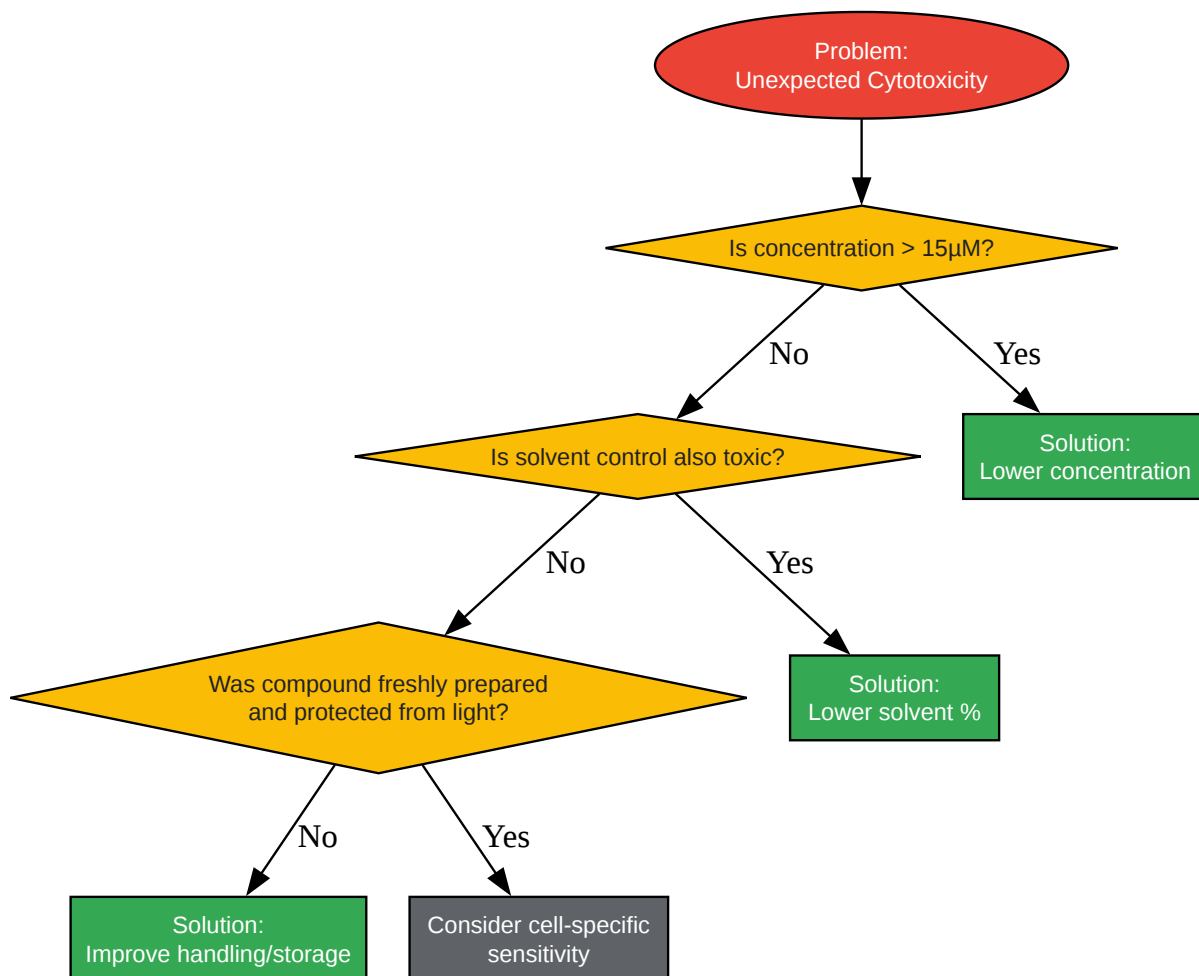 Problem:
Unexpected Cytotoxicity
Is concentration > 15µM?
No
Yes
Is solvent control also toxic?
Solution:
Lower concentration
No
Yes
Was compound freshly prepared
and protected from light?
Solution:
Lower solvent %
No
Yes
Solution:
Improve handling/storage
Consider cell-specific
sensitivity